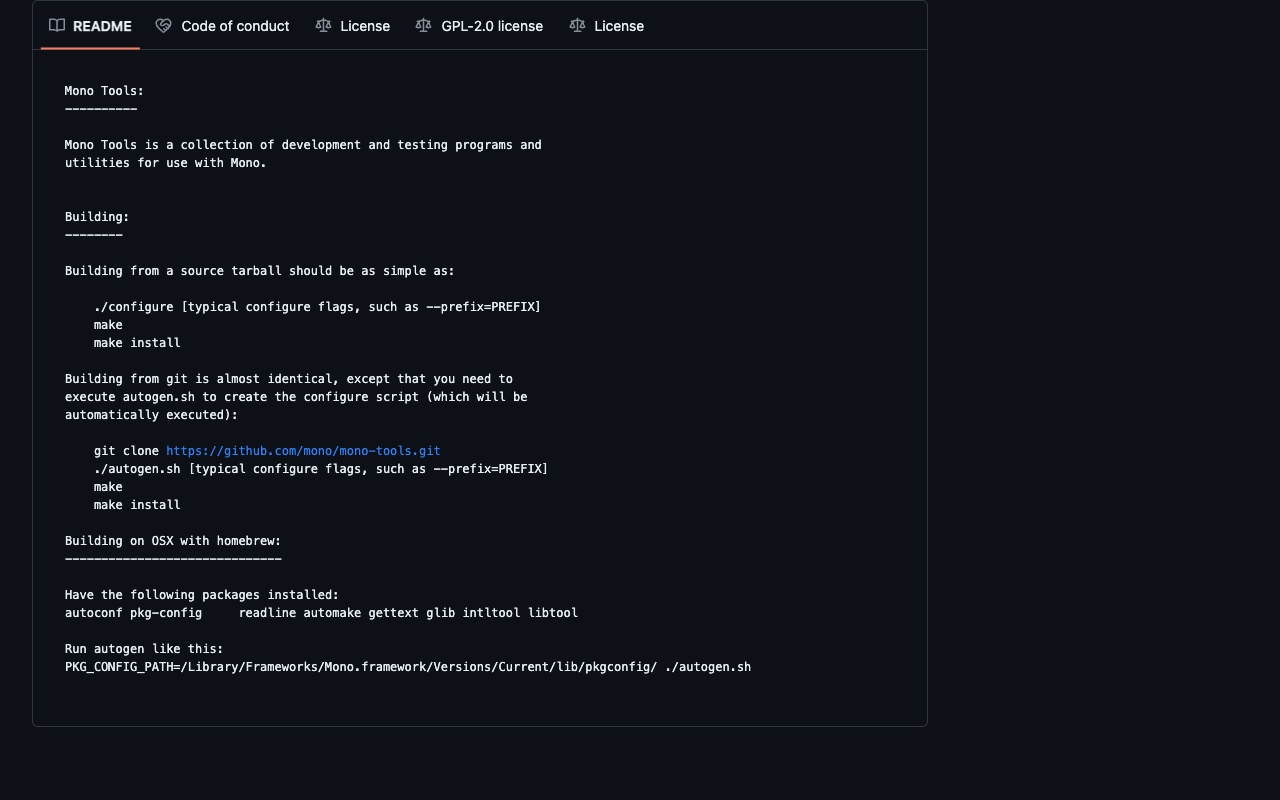 README Code of conduct License GPL-2.0 license License
Mono Tools:
----------
Mono Tools is a collection of development and testing programs and
utilities for use with Mono.
Building:
--------
Building from a source tarball should be as simple as:
./configure [typical configure flags, such as --prefix=PREFIX]
make
make install
Building from git is almost identical, except that you need to
execute autogen.sh to create the configure script (which will be
automatically executed):
git clone https://github.com/mono/mono-tools.git
./autogen.sh [typical configure flags, such as --prefix=PREFIX]
make
make install
Building on OSX with homebrew:
------------------------------
Have the following packages installed:
autoconf pkg-config     readline automake gettext glib intltool libtool
Run autogen like this:
PKG_CONFIG_PATH=/Library/Frameworks/Mono.framework/Versions/Current/lib/pkgconfig/ ./autogen.sh